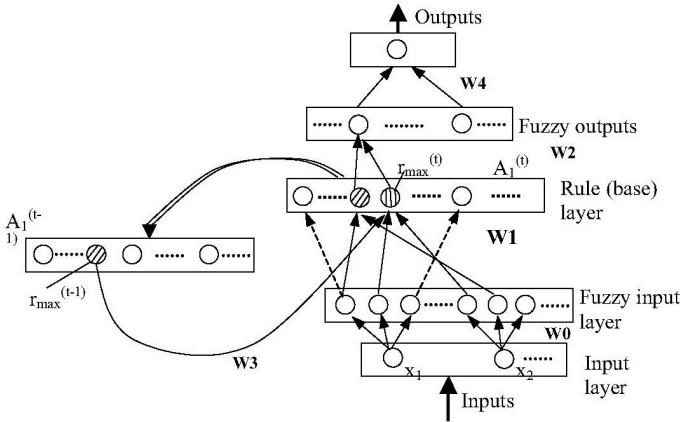 Outputs
W4
Fuzzy outputs
W2
r_max^(t)
A_1^(t)
Rule (base)
layer
A_1^(t-
1)
W1
r_max^(t-1)
Fuzzy input
layer
W0
W3
x_1
x_2
Input
layer
Inputs